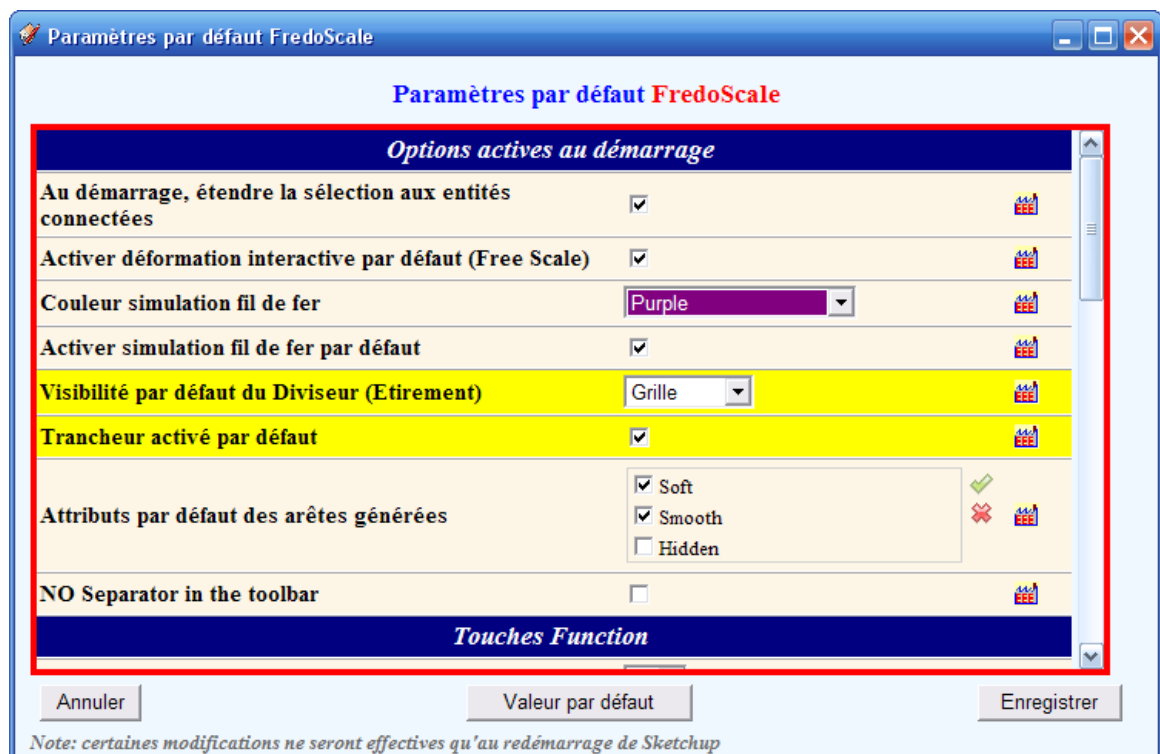 Paramètres par défaut FredoScale
Paramètres par défaut FredoScale
Options actives au démarrage
Au démarrage, étendre la sélection aux entités
connectées
Activer déformation interactive par défaut (Free Scale)
Couleur simulation fil de fer
Purple
Activer simulation fil de fer par défaut
Visibilité par défaut du Diviseur (Etirement)
Grille
Trancheur activé par défaut
Attributs par défaut des arêtes générées
Soft
Smooth
Hidden
NO Separator in the toolbar
Touches Function
Annuler
Valeur par défaut
Enregistrer
Note: certaines modifications ne seront effectives qu'au redémarrage de Sketchup